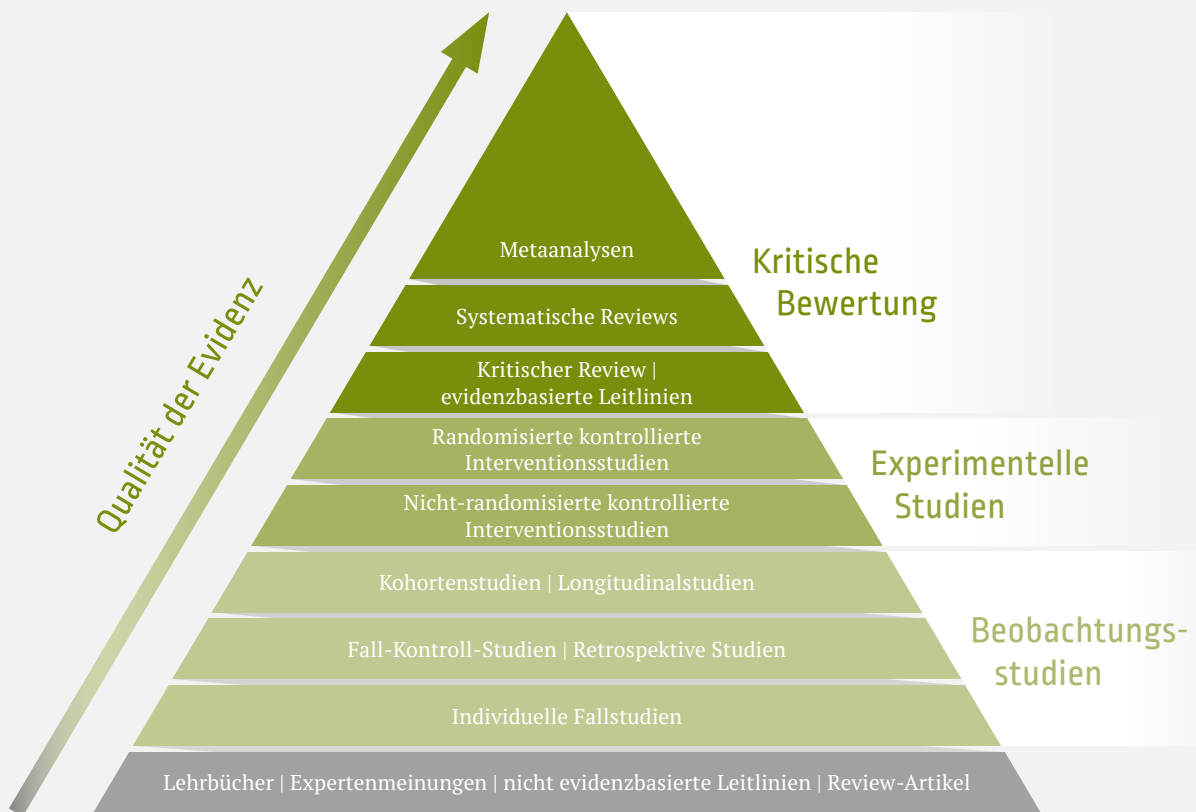 Qualität der Evidenz
Metaanalysen
Systematische Reviews
Kritischer Review |
evidenzbasierte Leitlinien
Kritische
Bewertung
Randomisierte kontrollierte
Interventionsstudien
Nicht-randomisierte kontrollierte
Interventionsstudien
Experimentelle
Studien
Kohortenstudien | Longitudinalstudien
Fall-Kontroll-Studien | Retrospektive Studien
Individuelle Fallstudien
Beobachtungs-
studien
Lehrbücher | Expertenmeinungen | nicht evidenzbasierte Leitlinien | Review-Artikel